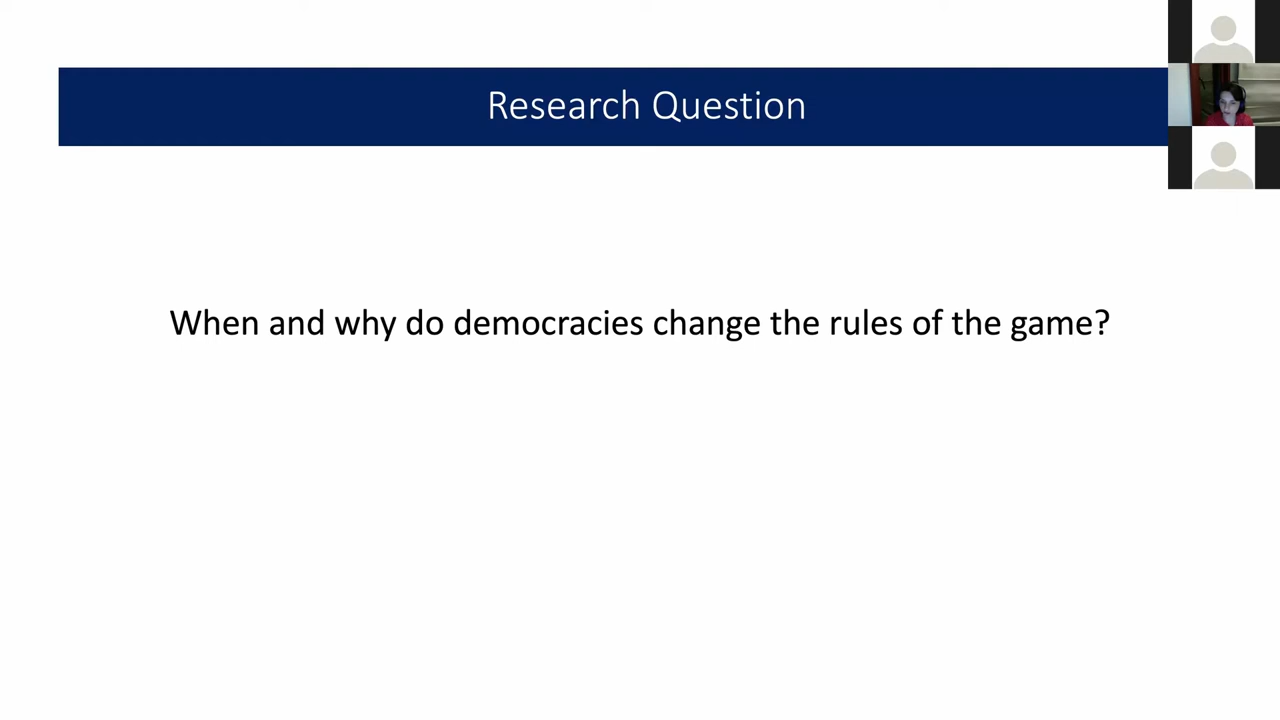 Research Question
When and why do democracies change the rules of the game?